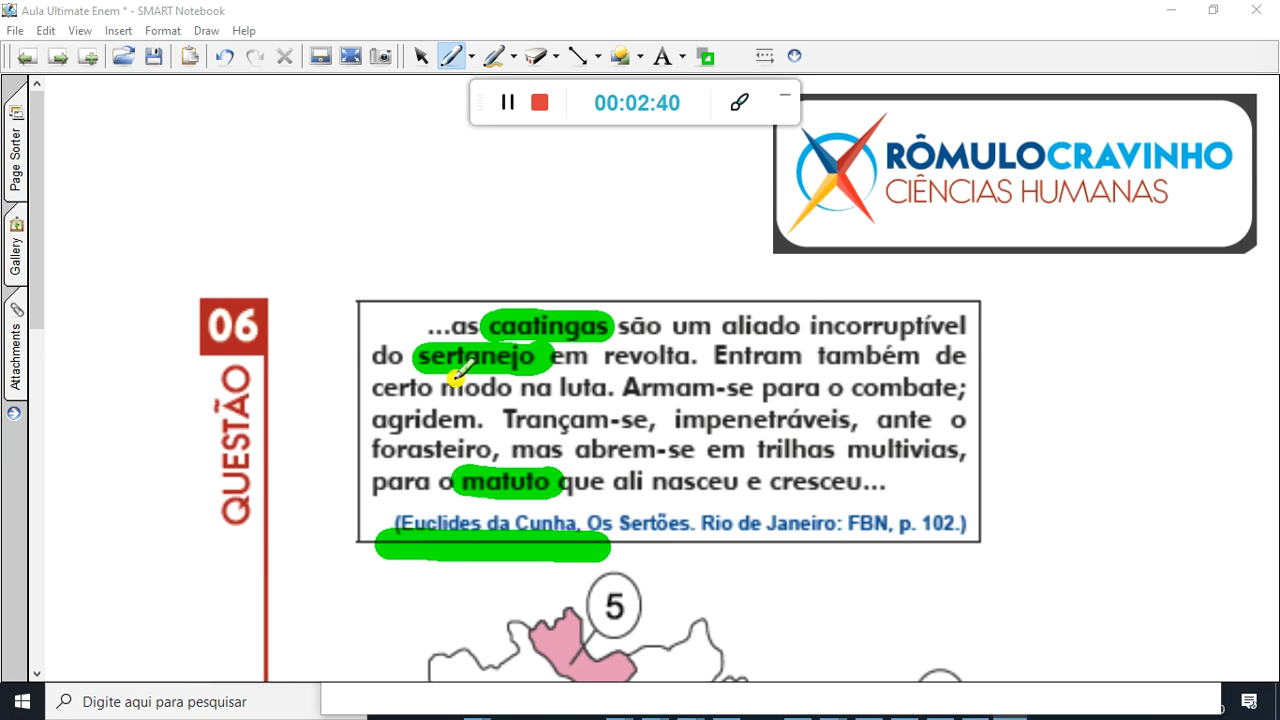 Aula Ultimate Enem * - SMART Notebook
File Edit View Insert Format Draw Help
00:02:40
RÔMULOCRAVINHO
CIÊNCIAS HUMANAS
Page Sorter
Gallery
Attachments
06
QUESTÃO
...as caatingas são um aliado incorruptível
do sertanejo em revolta. Entram também de
certo modo na luta. Armam-se para o combate;
agridem. Trançam-se, impenetráveis, ante o
forasteiro, mas abrem-se em trilhas multivias,
para o matuto que ali nasceu e cresceu...
(Euclides da Cunha, Os Sertões. Rio de Janeiro: FBN, p. 102.)
5
Digite aqui para pesquisar